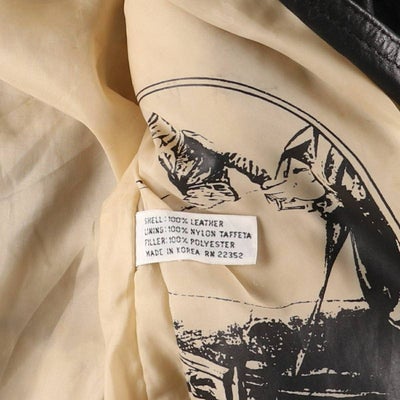 SHELL: 100% LEATHER
LINING: 100% NYLON TAFFETA
FILLER: 100% POLYESTER
MADE IN KOREA RN 22352